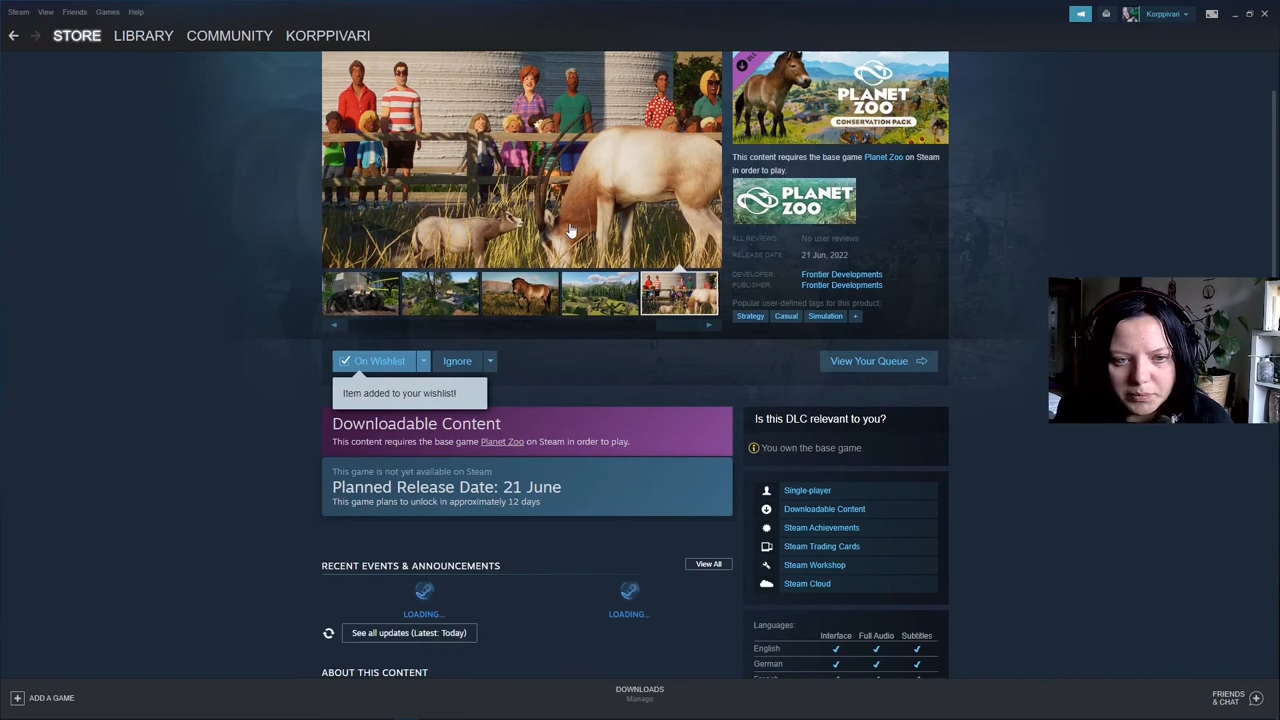 Steam View Friends Games Help
Korppivari
STORE LIBRARY COMMUNITY KORPPIVARI
DLC
PLANET
ZOO
CONSERVATION PACK
This content requires the base game Planet Zoo on Steam
in order to play.
PLANET
ZOO
ALL REVIEWS: No user reviews
RELEASE DATE: 21 Jun, 2022
DEVELOPER: Frontier Developments
PUBLISHER: Frontier Developments
Popular user-defined tags for this product:
Strategy Casual Simulation +
On Wishlist Ignore
View Your Queue
Item added to your wishlist!
Downloadable Content
This content requires the base game Planet Zoo on Steam in order to play.
This game is not yet available on Steam
Planned Release Date: 21 June
This game plans to unlock in approximately 12 days
Is this DLC relevant to you?
You own the base game
Single-player
Downloadable Content
Steam Achievements
Steam Trading Cards
Steam Workshop
Steam Cloud
RECENT EVENTS & ANNOUNCEMENTS
View All
LOADING... LOADING...
See all updates (Latest: Today)
Languages:
Interface Full Audio Subtitles
English
German
ABOUT THIS CONTENT
ADD A GAME
DOWNLOADS
Manage
FRIENDS
& CHAT